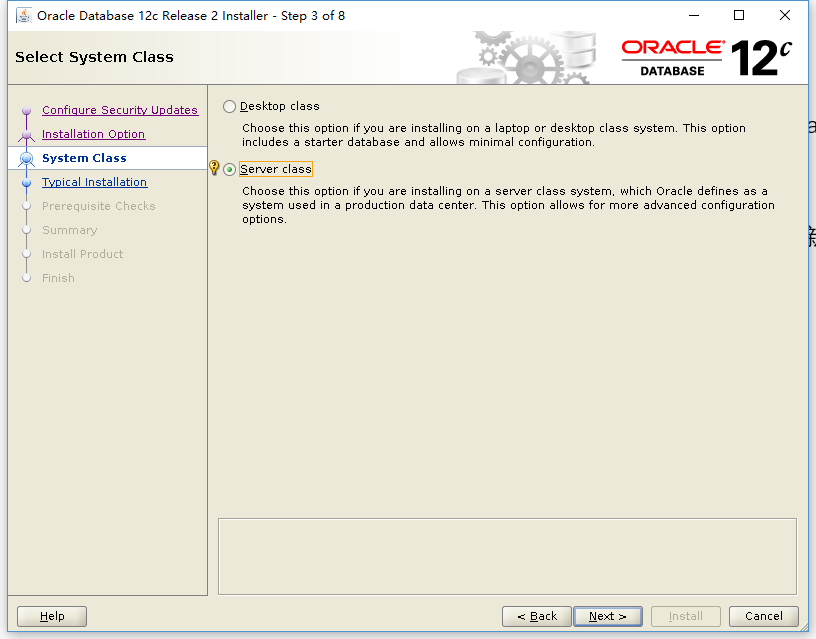 Oracle Database 12c Release 2 Installer - Step 3 of 8
Select System Class
ORACLE
DATABASE
12c
Configure Security Updates
Installation Option
System Class
Typical Installation
Prerequisite Checks
Summary
Install Product
Finish
Desktop class
Choose this option if you are installing on a laptop or desktop class system. This option
includes a starter database and allows minimal configuration.
Server class
Choose this option if you are installing on a server class system, which Oracle defines as a
system used in a production data center. This option allows for more advanced configuration
options.
Help
< Back
Next >
Install
Cancel